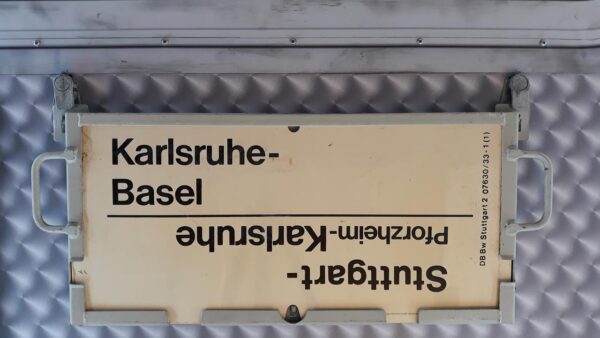 Karlsruhe-
Basel
Stuttgart-
Pforzheim-Karlsruhe
DB Bw Stuttgart 2 07630/33-1(1)